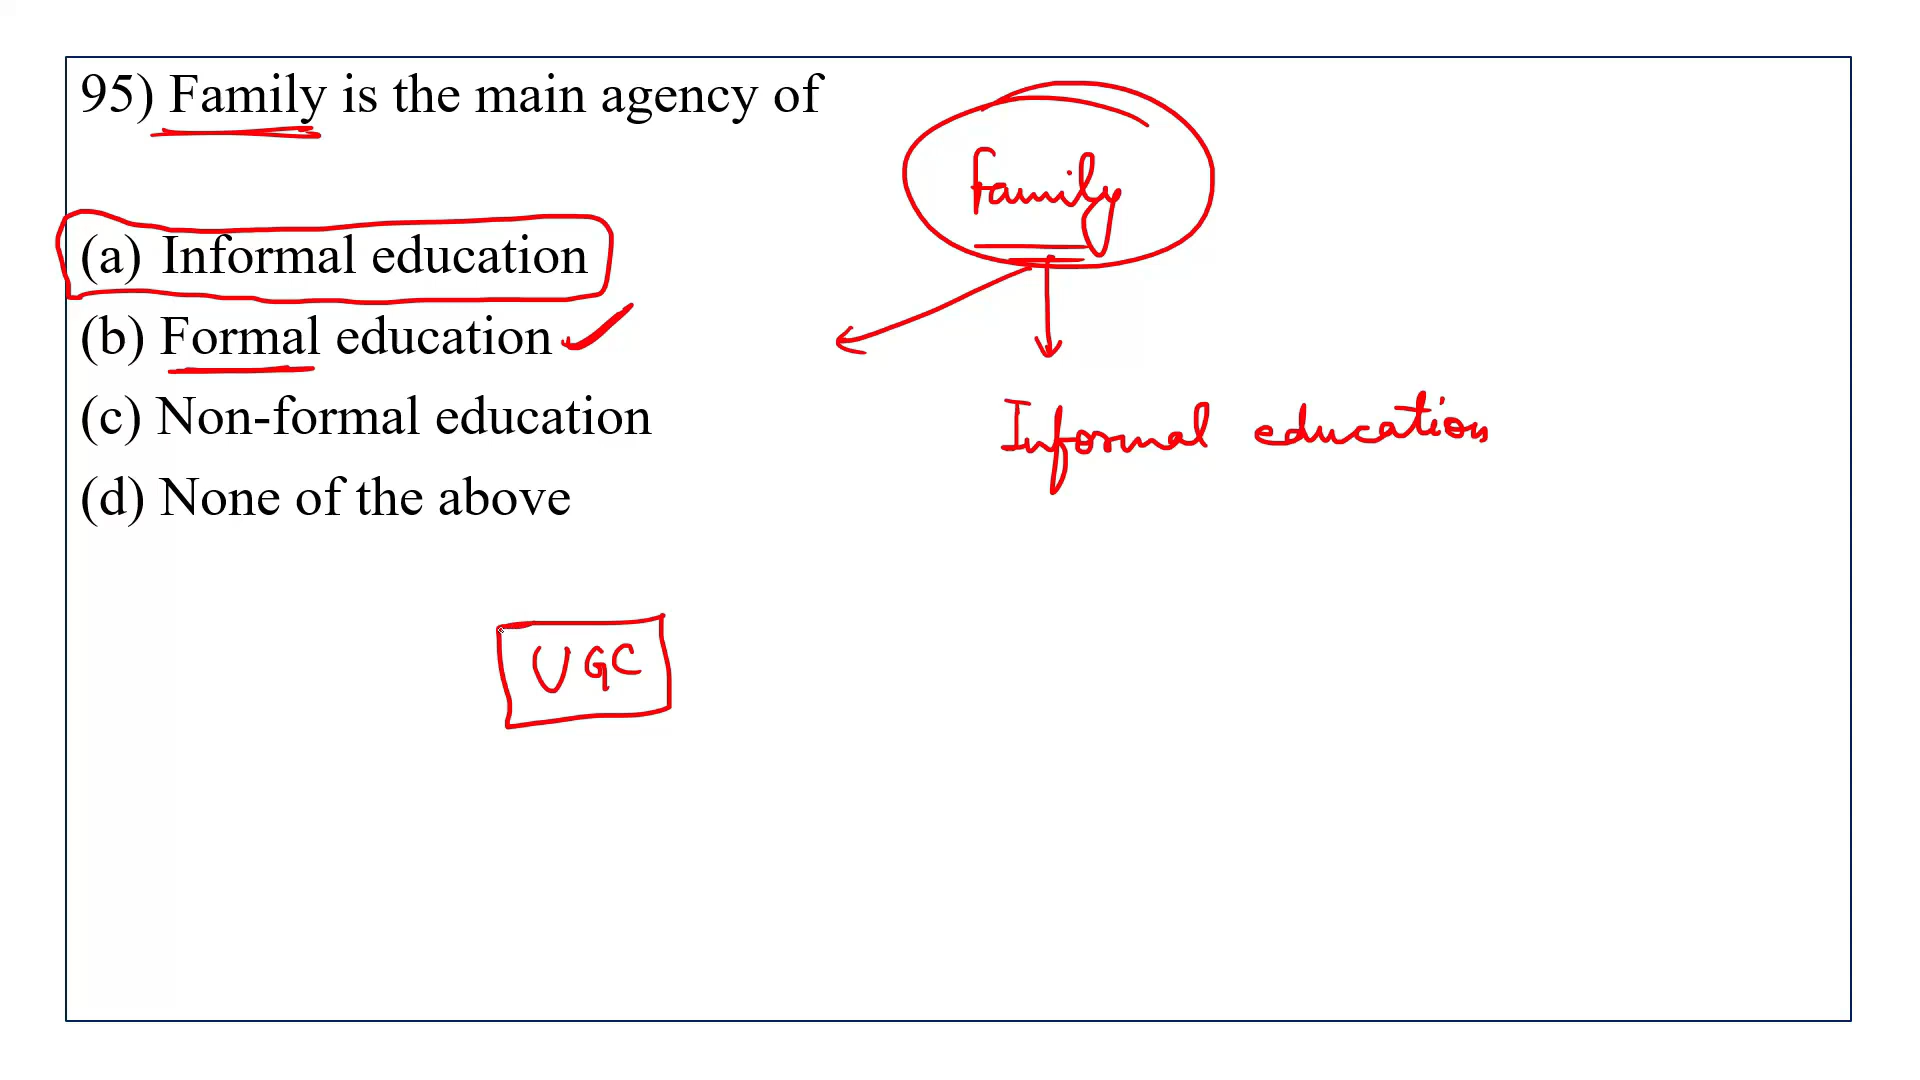 95) Family is the main agency of
Family
(a) Informal education
(b) Formal education
(c) Non-formal education
Informal education
(d) None of the above
UGC